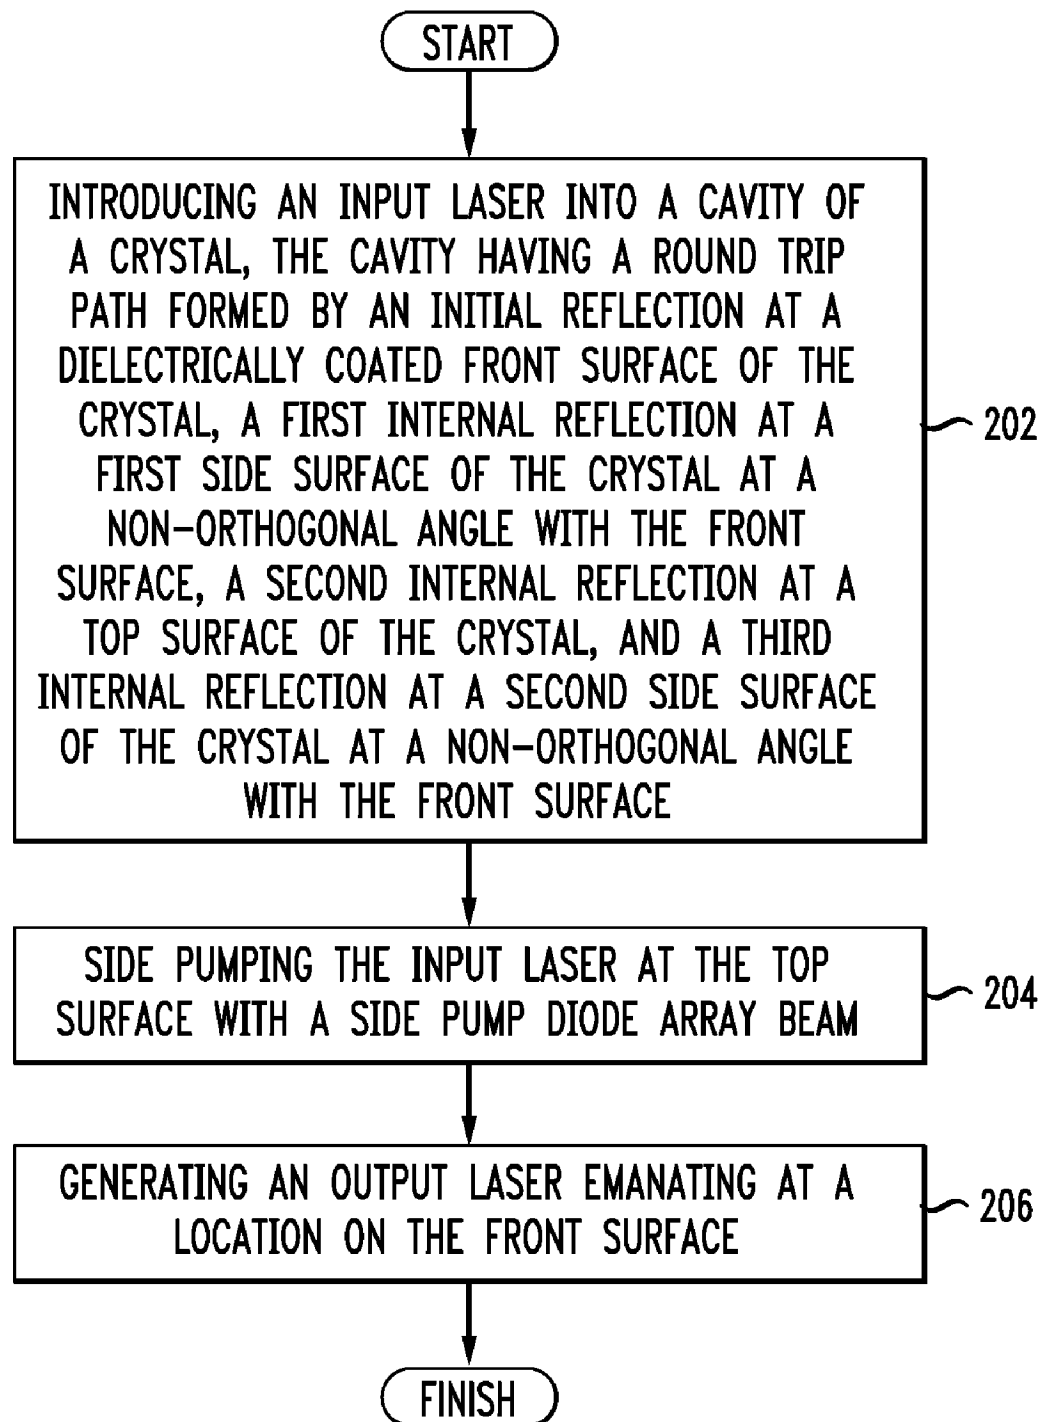 START
INTRODUCING AN INPUT LASER INTO A CAVITY OF
A CRYSTAL, THE CAVITY HAVING A ROUND TRIP
PATH FORMED BY AN INITIAL REFLECTION AT A
DIELECTRICALLY COATED FRONT SURFACE OF THE
CRYSTAL, A FIRST INTERNAL REFLECTION AT A
FIRST SIDE SURFACE OF THE CRYSTAL AT A
NON-ORTHOGONAL ANGLE WITH THE FRONT
SURFACE, A SECOND INTERNAL REFLECTION AT A
TOP SURFACE OF THE CRYSTAL, AND A THIRD
INTERNAL REFLECTION AT A SECOND SIDE SURFACE
OF THE CRYSTAL AT A NON-ORTHOGONAL ANGLE
WITH THE FRONT SURFACE
202
SIDE PUMPING THE INPUT LASER AT THE TOP
SURFACE WITH A SIDE PUMP DIODE ARRAY BEAM
204
GENERATING AN OUTPUT LASER EMANATING AT A
LOCATION ON THE FRONT SURFACE
206
FINISH